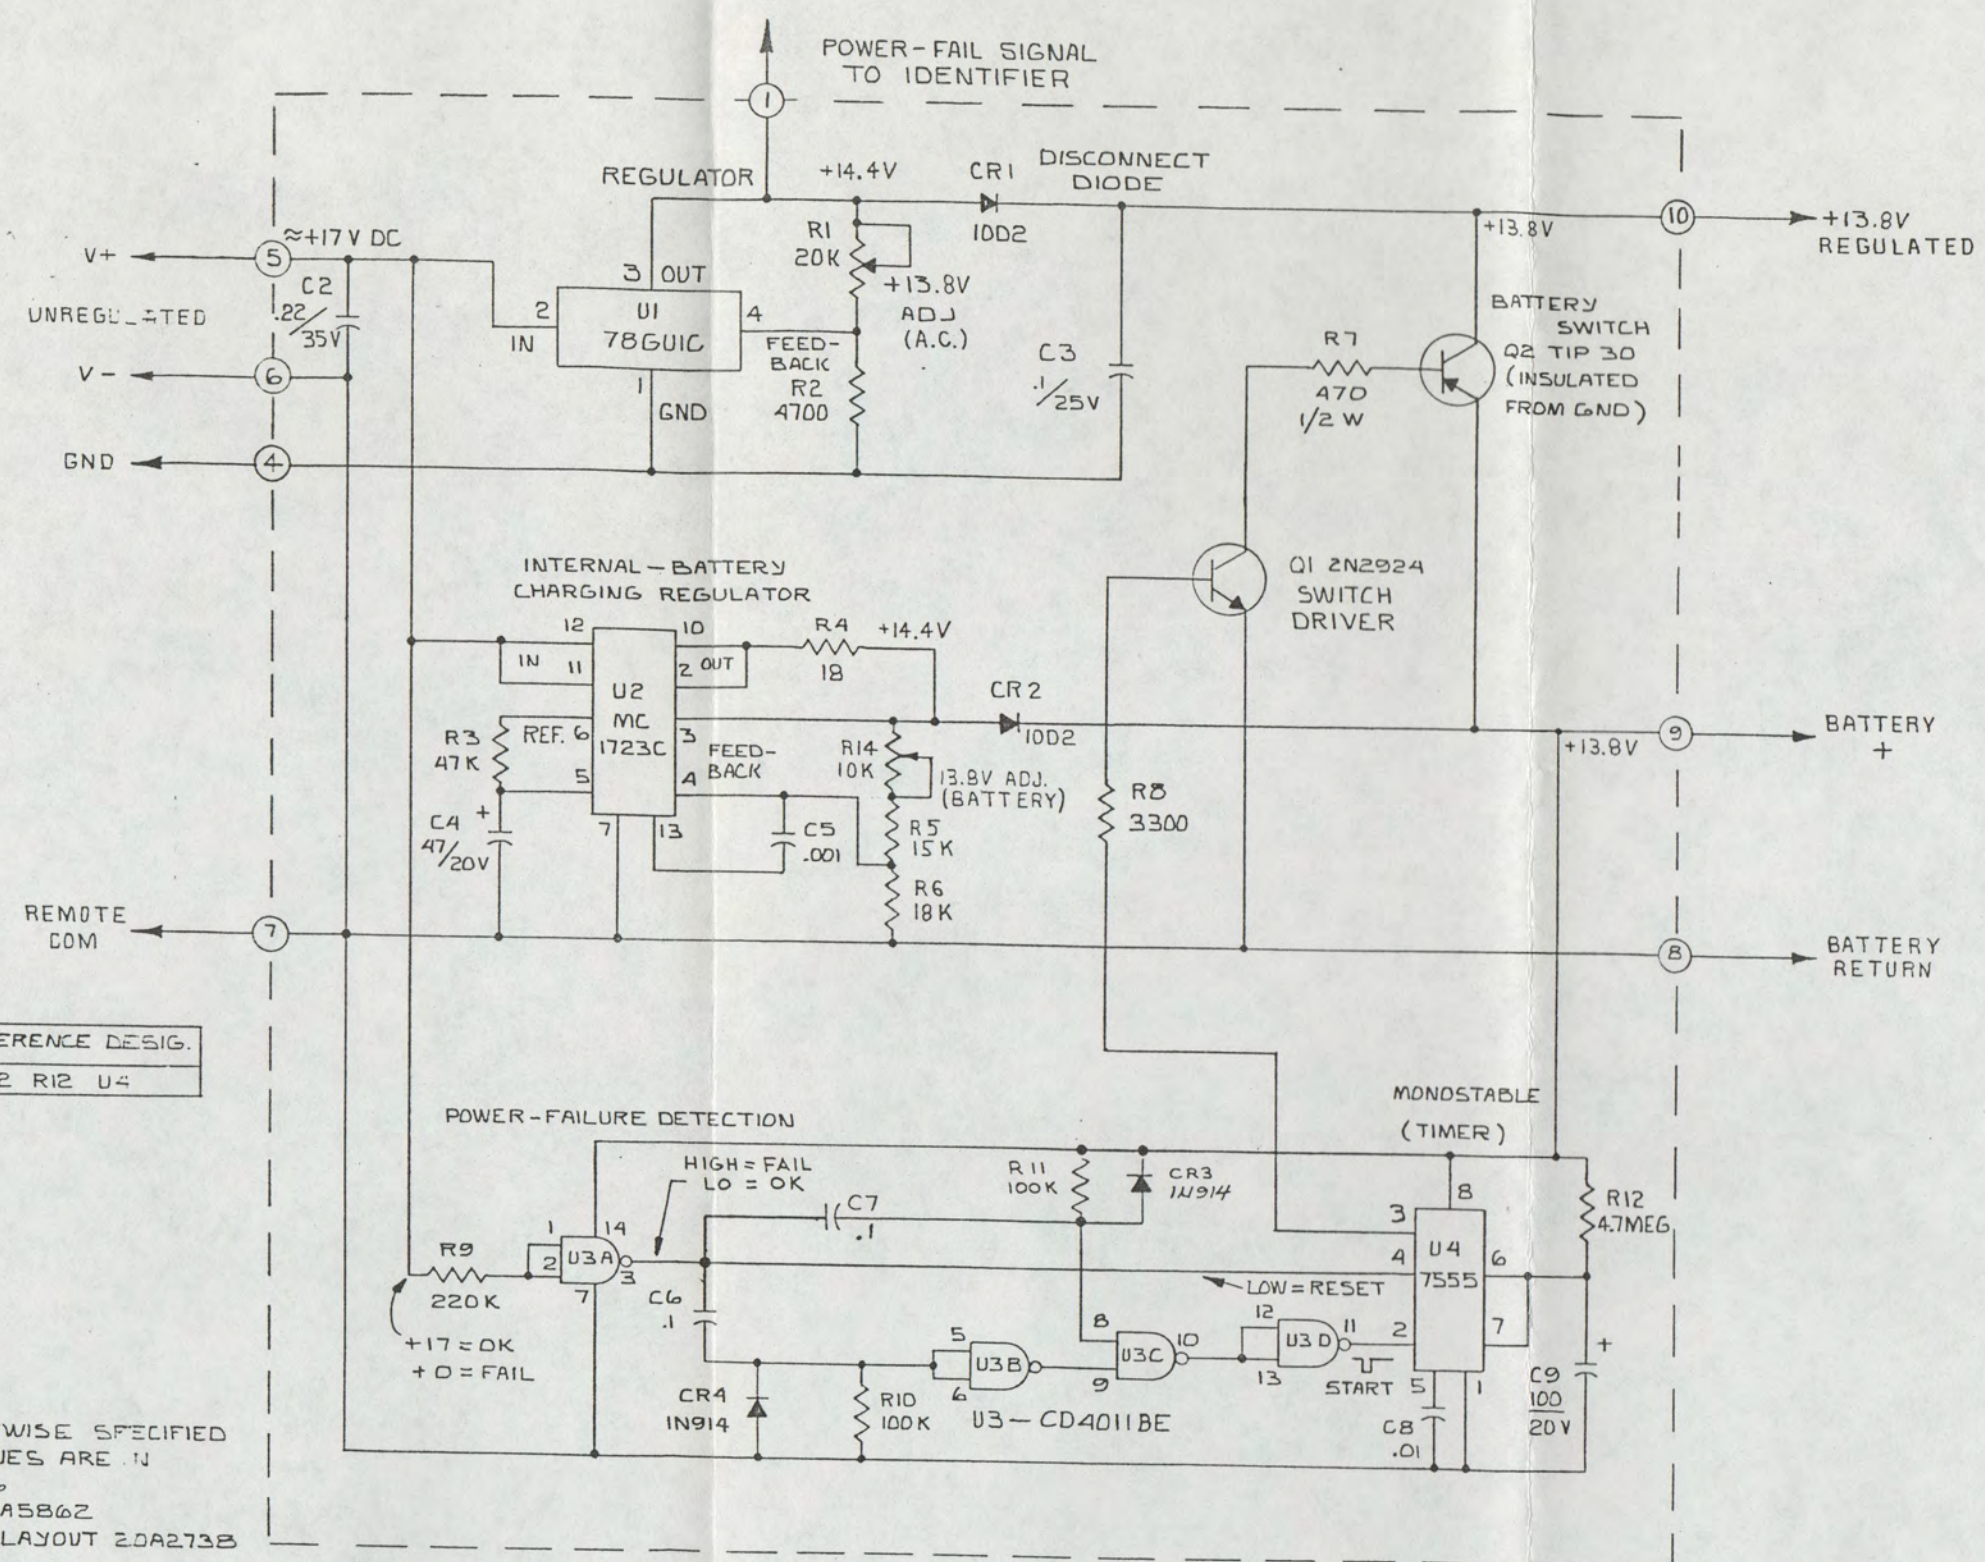 POWER-FAIL SIGNAL
TO IDENTIFIER
1
REGULATOR
+14.4V
CR1
DISCONNECT
DIODE
10D2
10
+13.8V
+13.8V
REGULATED
V+
5
≈+17V DC
C2
.22/35V
UNREGULATED
V-
6
GND
4
3 OUT
2
IN
U1
78GUIC
4
FEED-
BACK
1
GND
R1
20K
+13.8V
ADJ
(A.C.)
R2
4700
C3
.1/25V
R7
470
1/2 W
BATTERY
SWITCH
Q2 TIP 30
(INSULATED
FROM GND)
INTERNAL-BATTERY
CHARGING REGULATOR
Q1 2N2924
SWITCH
DRIVER
12
IN
11
10
2 OUT
R4
18
+14.4V
U2
MC
1723C
REF. 6
5
3
4
FEED-
BACK
7
13
R3
47K
C4
+
47/20V
C5
.001
R14
10K
13.8V ADJ.
(BATTERY)
R5
15K
R6
18K
CR2
10D2
R8
3300
9
+13.8V
BATTERY
+
REMOTE
COM
7
8
BATTERY
RETURN
ERENCE DESIG.
2 R12 U4
POWER-FAILURE DETECTION
MONOSTABLE
(TIMER)
HIGH=FAIL
LO=OK
R11
100K
CR3
1N914
C7
.1
R9
220K
1
2
14
U3A
3
7
+17=OK
+0=FAIL
C6
.1
CR4
1N914
R10
100K
5
6
U3B
8
9
U3C
10
12
13
U3D
11
U3-CD4011BE
LOW=RESET
START
3
4
2
8
U4
7555
6
7
5
1
R12
4.7MEG
C8
.01
C9
+
100
20V
WISE SPECIFIED
UES ARE IN
A5862
LAYOUT 20A2738